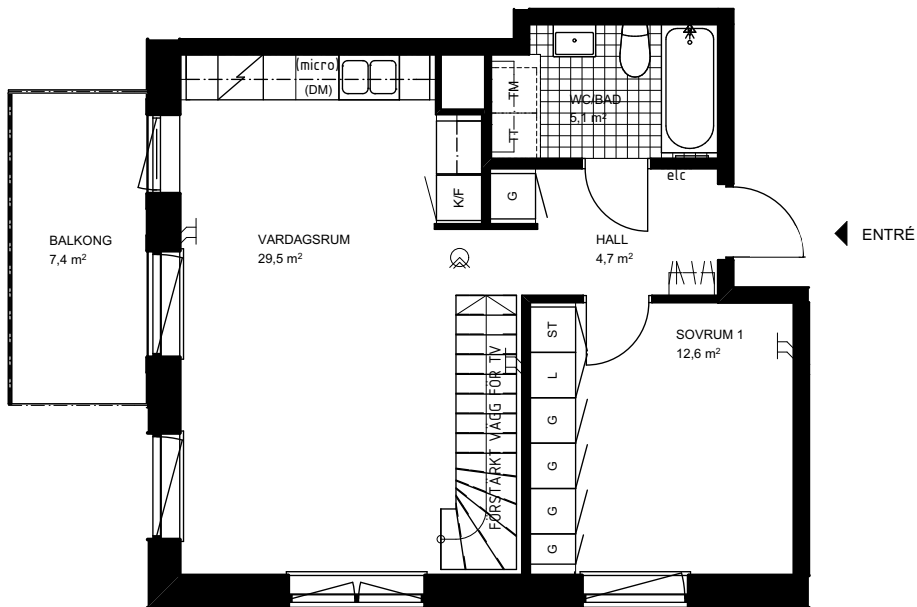 (micro)
(DM)
TM
TT
WC/BAD
5,1 m²
elc
K/F
G
BALKONG
7,4 m²
VARDAGSRUM
29,5 m²
HALL
4,7 m²
ENTRÉ
SOVRUM 1
12,6 m²
ST
L
G
G
G
G
FÖRSTÄRKT VÄGG FÖR TV